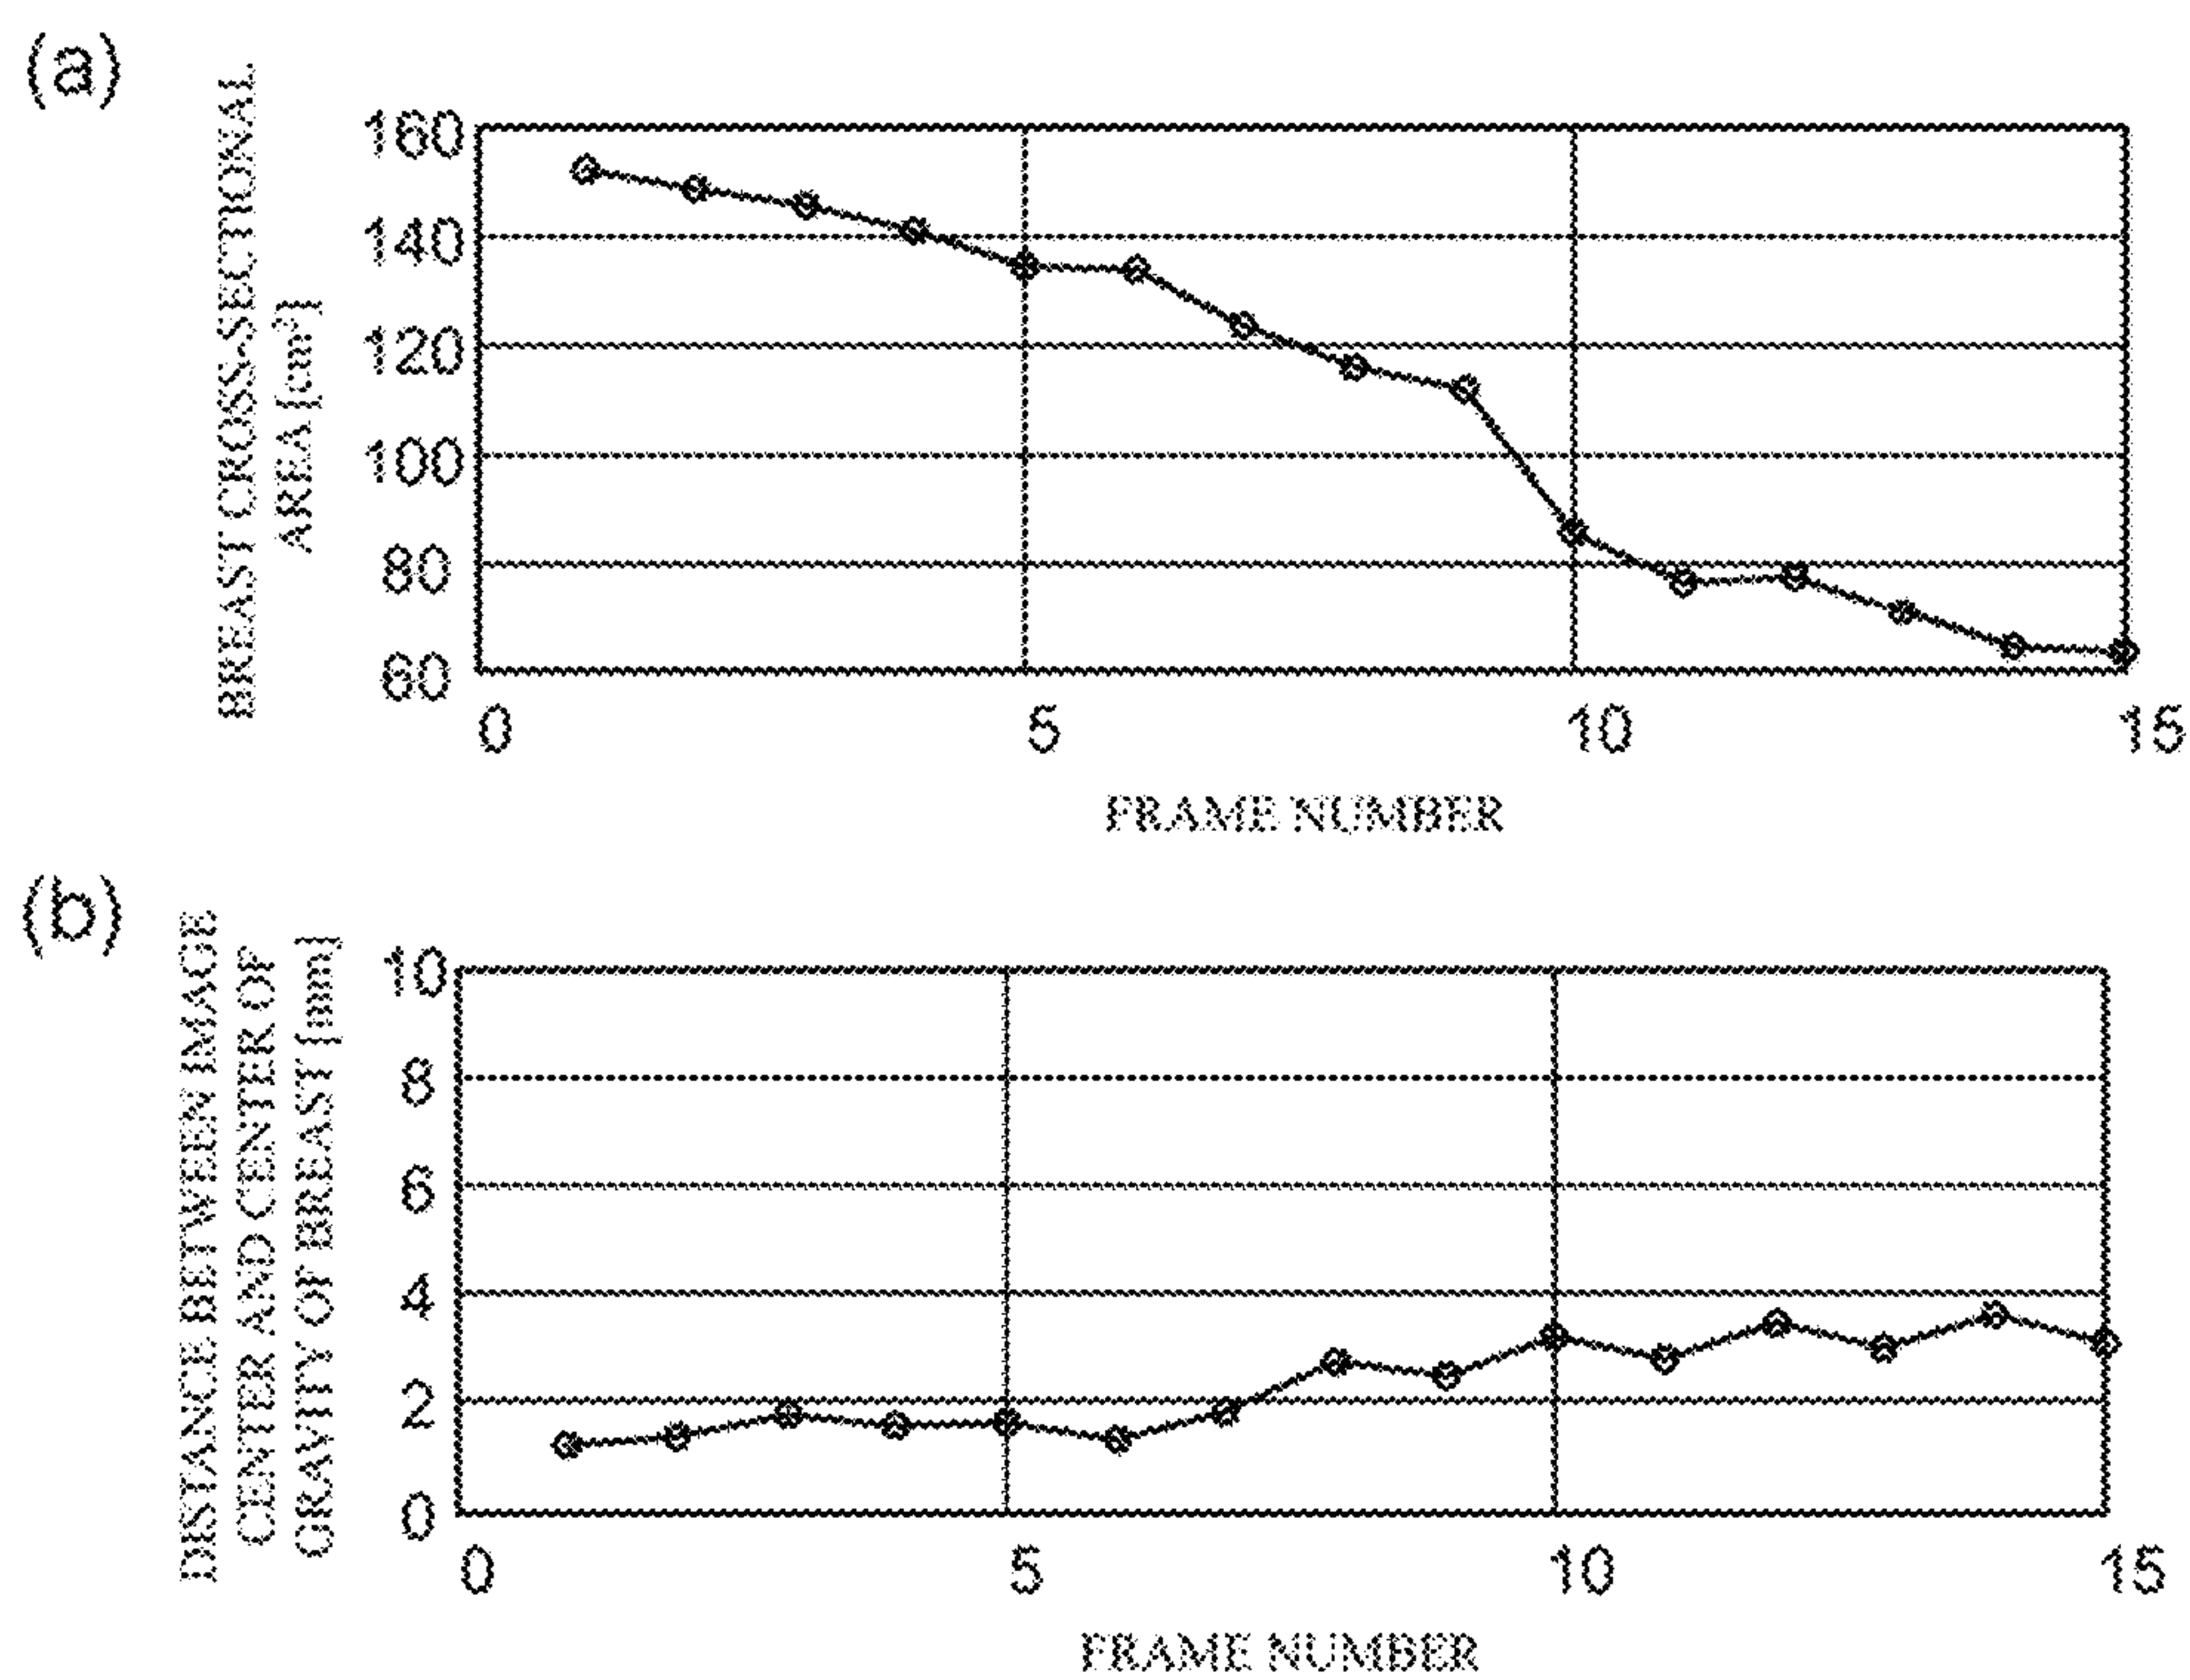 (a)
BREAST CROSS-SECTIONAL
AREA [cm²]
160
140
120
100
80
60
0 5 10 15
FRAME NUMBER
(b)
DISTANCE BETWEEN IMAGE
CENTER AND CENTER OF
GRAVITY OF BREAST [mm]
10
8
6
4
2
0
0 5 10 15
FRAME NUMBER